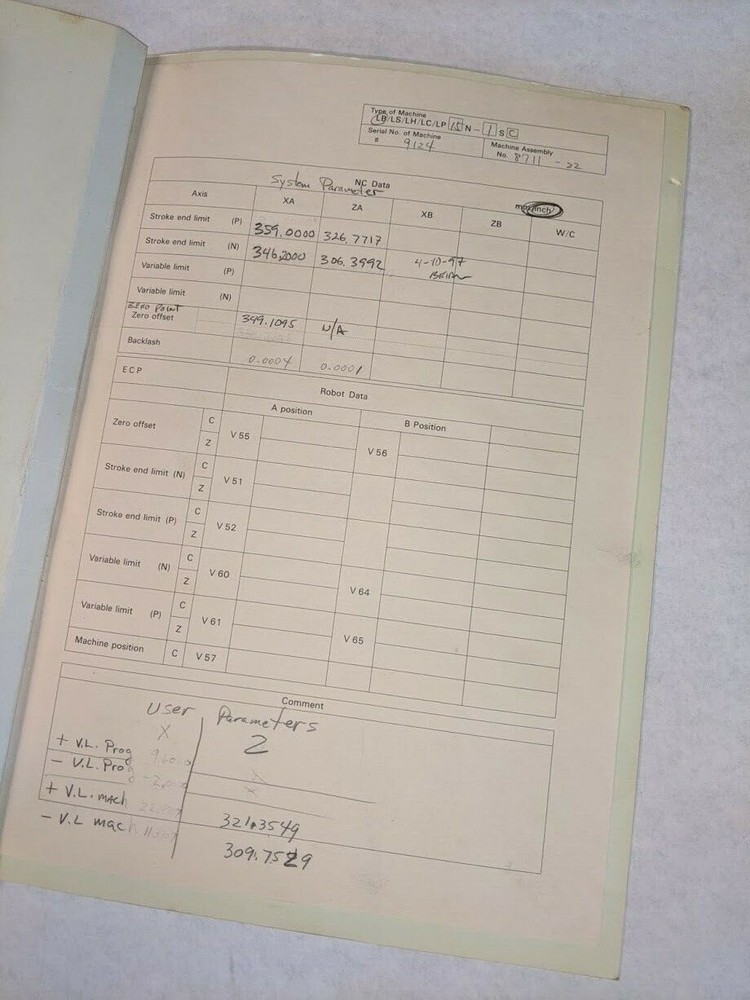 Type of Machine
LB/LS/LH/LC/LP 15 N - 1 S C
Serial No. of Machine
# 9124
Machine Assembly
No. 8711 - 22
NC Data
System Parameter
Axis XA ZA XB ZB W/C
inch
Stroke end limit (P) 359.0000 326.7717
Stroke end limit (N) 346.2000 306.3992 4-10-97
BRIAN
Variable limit (P)
Variable limit (N)
ZERO POINT
Zero offset 349.1095 N/A
Backlash 0.0004 0.0001
ECP Robot Data
A position B Position
Zero offset C Z V 55 V 56
Stroke end limit (N) C Z V 51
Stroke end limit (P) C Z V 52
Variable limit (N) C Z V 60 V 64
Variable limit (P) C Z V 61 V 65
Machine position C V 57
Comment
User Parameters
X Z
+ V.L. Prog
- V.L. Prog
+ V.L. mach 321.3549
- V.L mach 309.7529